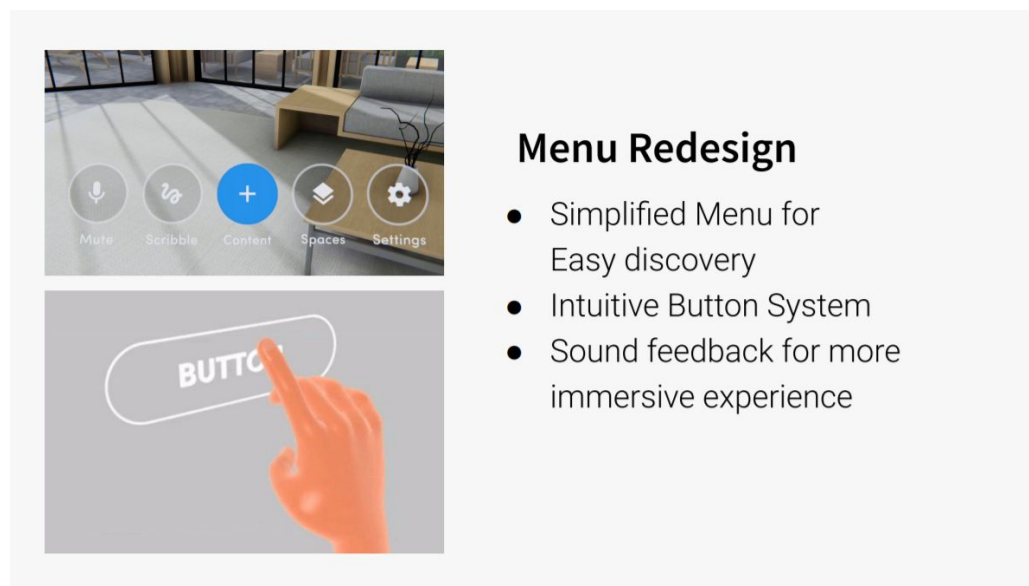 Mute Scribble Content Spaces Settings
BUTTO
Menu Redesign
● Simplified Menu for
Easy discovery
● Intuitive Button System
● Sound feedback for more
immersive experience